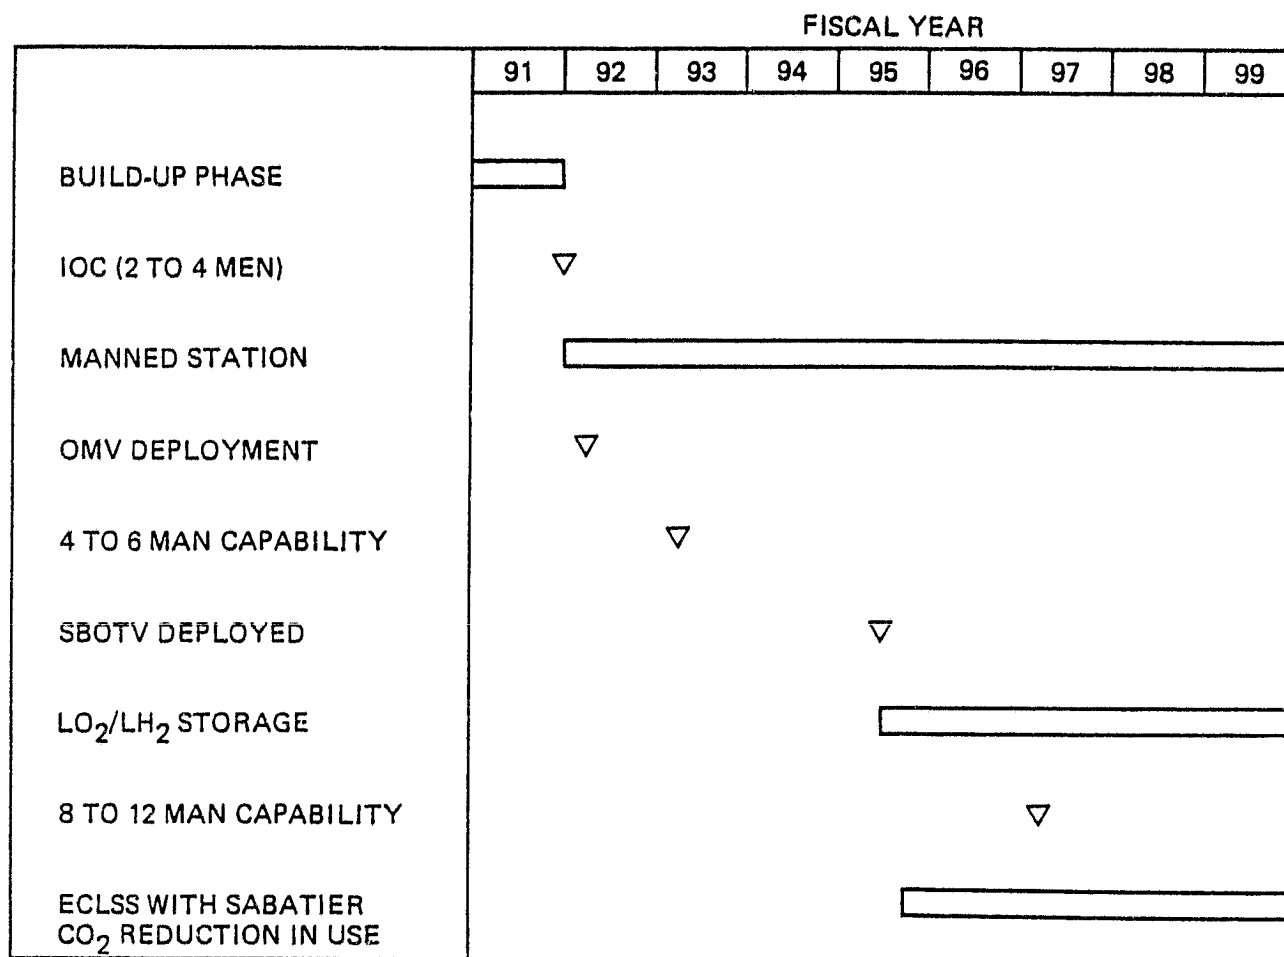 FISCAL YEAR
91 92 93 94 95 96 97 98 99
BUILD-UP PHASE
IOC (2 TO 4 MEN)
MANNED STATION
OMV DEPLOYMENT
4 TO 6 MAN CAPABILITY
SBOTV DEPLOYED
LO₂/LH₂ STORAGE
8 TO 12 MAN CAPABILITY
ECLSS WITH SABATIER
CO₂ REDUCTION IN USE